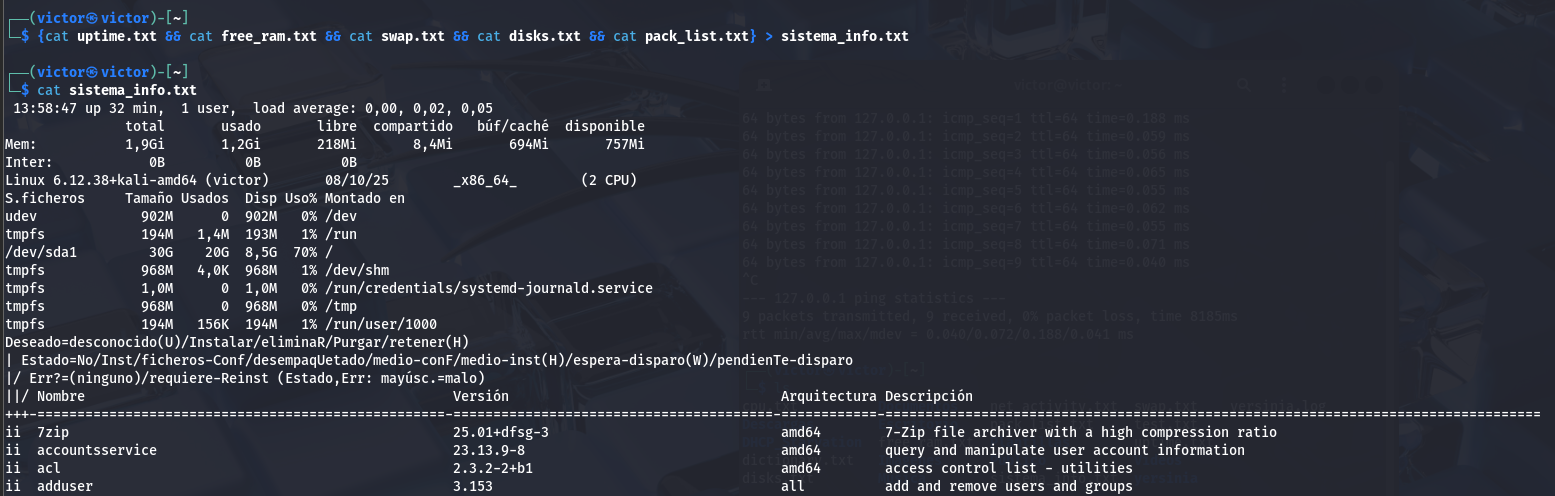 ┌──(victor㉿victor)-[~]
└─$ {cat uptime.txt && cat free_ram.txt && cat swap.txt && cat disks.txt && cat pack_list.txt} > sistema_info.txt
┌──(victor㉿victor)-[~]
└─$ cat sistema_info.txt
 13:58:47 up 32 min,  1 user,  load average: 0,00, 0,02, 0,05
               total       usado       libre  compartido   búf/caché  disponible
Mem:           1,9Gi       1,2Gi       218Mi       8,4Mi       694Mi       757Mi
Inter:            0B          0B          0B
Linux 6.12.38+kali-amd64 (victor)       08/10/25        _x86_64_        (2 CPU)
S.ficheros     Tamaño Usados  Disp Uso% Montado en
udev             902M      0  902M   0% /dev
tmpfs            194M   1,4M  193M   1% /run
/dev/sda1         30G    20G  8,5G  70% /
tmpfs            968M   4,0K  968M   1% /dev/shm
tmpfs            1,0M      0  1,0M   0% /run/credentials/systemd-journald.service
tmpfs            968M      0  968M   0% /tmp
tmpfs            194M   156K  194M   1% /run/user/1000
Deseado=desconocido(U)/Instalar/eliminaR/Purgar/retener(H)
| Estado=No/Inst/ficheros-Conf/desempaqUetado/medio-conF/medio-inst(H)/espera-disparo(W)/pendienTe-disparo
|/ Err?=(ninguno)/requiere-Reinst (Estado,Err: mayúsc.=malo)
||/ Nombre Versión Arquitectura Descripción
ii  7zip 25.01+dfsg-3 amd64 7-Zip file archiver with a high compression ratio
ii  accountsservice 23.13.9-8 amd64 query and manipulate user account information
ii  acl 2.3.2-2+b1 amd64 access control list - utilities
ii  adduser 3.153 all add and remove users and groups
victor@victor: ~
64 bytes from 127.0.0.1: icmp_seq=1 ttl=64 time=0.188 ms
64 bytes from 127.0.0.1: icmp_seq=2 ttl=64 time=0.059 ms
64 bytes from 127.0.0.1: icmp_seq=3 ttl=64 time=0.056 ms
64 bytes from 127.0.0.1: icmp_seq=4 ttl=64 time=0.065 ms
64 bytes from 127.0.0.1: icmp_seq=5 ttl=64 time=0.055 ms
64 bytes from 127.0.0.1: icmp_seq=6 ttl=64 time=0.062 ms
64 bytes from 127.0.0.1: icmp_seq=7 ttl=64 time=0.055 ms
64 bytes from 127.0.0.1: icmp_seq=8 ttl=64 time=0.071 ms
64 bytes from 127.0.0.1: icmp_seq=9 ttl=64 time=0.040 ms
^C
--- 127.0.0.1 ping statistics ---
9 packets transmitted, 9 received, 0% packet loss, time 8185ms
rtt min/avg/max/mdev = 0.040/0.072/0.188/0.041 ms